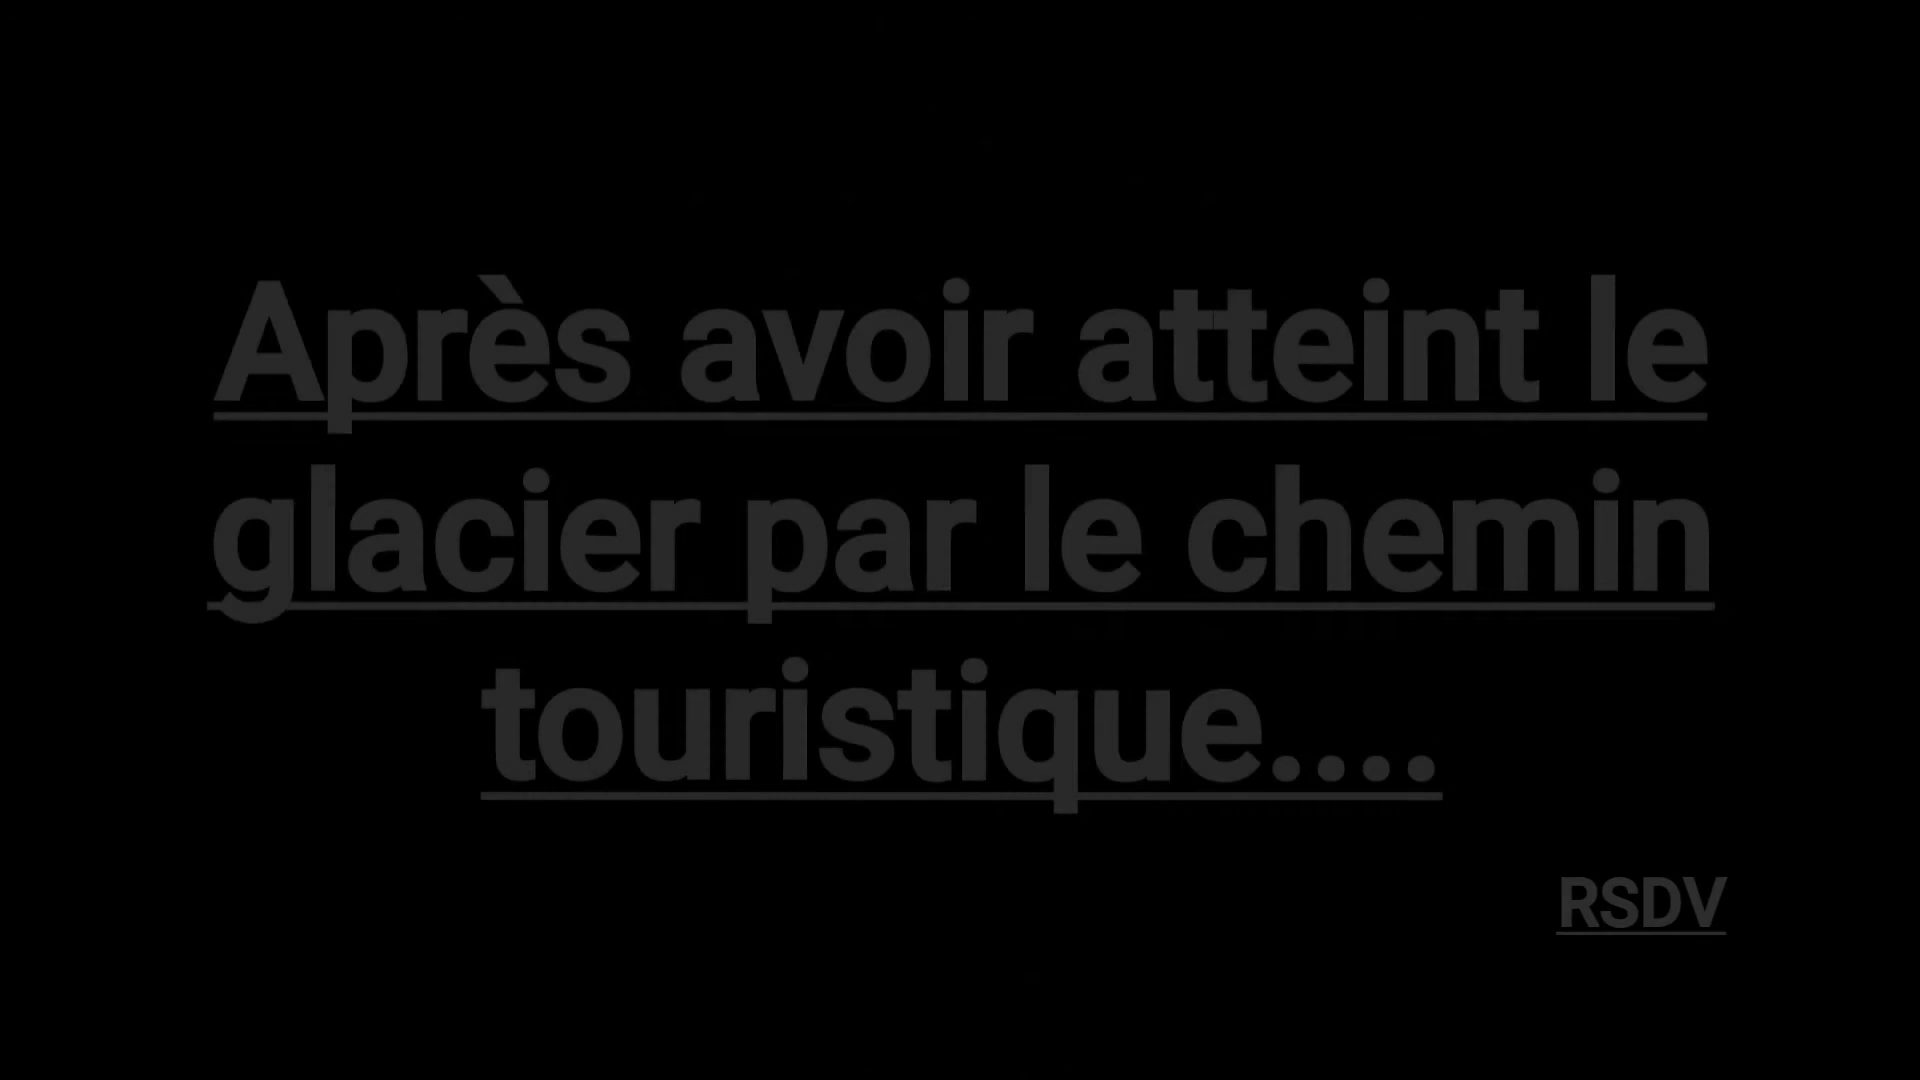 Après avoir atteint le
glacier par le chemin
touristique....
RSDV